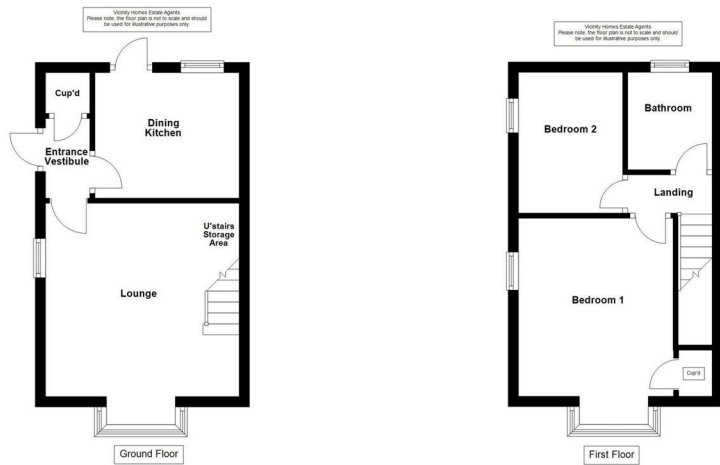 Vicinity Homes Estate Agents
Please note, the floor plan is not to scale and should
be used for illustrative purposes only.
Cup'd
Dining
Kitchen
Entrance
Vestibule
U'stairs
Storage
Area
Lounge
Ground Floor
Vicinity Homes Estate Agents
Please note, the floor plan is not to scale and should
be used for illustrative purposes only.
Bedroom 2
Bathroom
Landing
Bedroom 1
Cup'd
First Floor